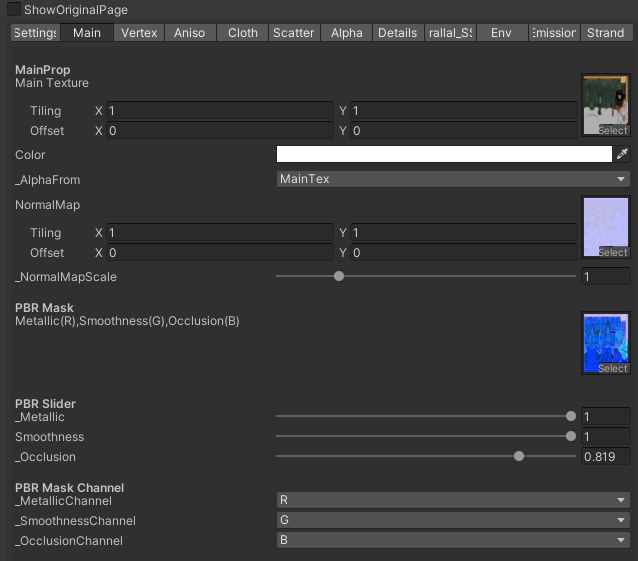 ShowOriginalPage
Settings Main Vertex Aniso Cloth Scatter Alpha Details rallal_SS Env Emission Strand
MainProp
Main Texture
Tiling X 1 Y 1
Offset X 0 Y 0
Select
Color
_AlphaFrom MainTex
NormalMap
Tiling X 1 Y 1
Offset X 0 Y 0
Select
_NormalMapScale 1
PBR Mask
Metallic(R),Smoothness(G),Occlusion(B)
Select
PBR Slider
_Metallic 1
Smoothness 1
_Occlusion 0.819
PBR Mask Channel
_MetallicChannel R
_SmoothnessChannel G
_OcclusionChannel B